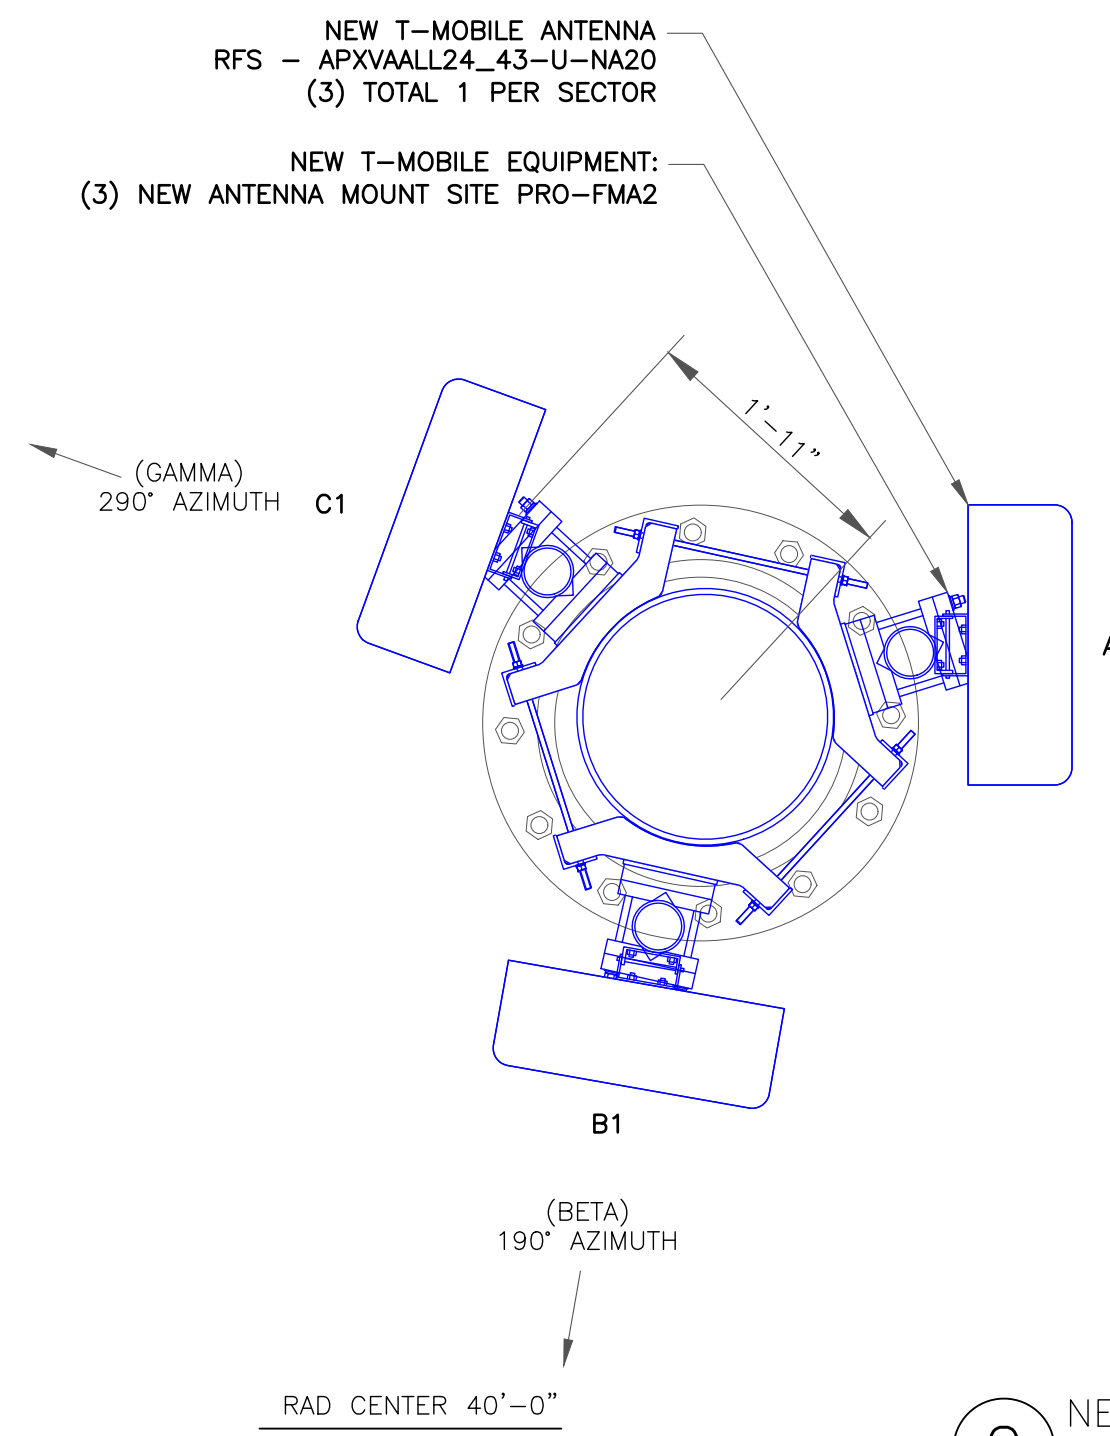 NEW T-MOBILE ANTENNA
RFS - APXVAALL24_43-U-NA20
(3) TOTAL 1 PER SECTOR
NEW T-MOBILE EQUIPMENT:
(3) NEW ANTENNA MOUNT SITE PRO-FMA2
1'-11"
(GAMMA)
290° AZIMUTH
C1
B1
(BETA)
190° AZIMUTH
RAD CENTER 40'-0"